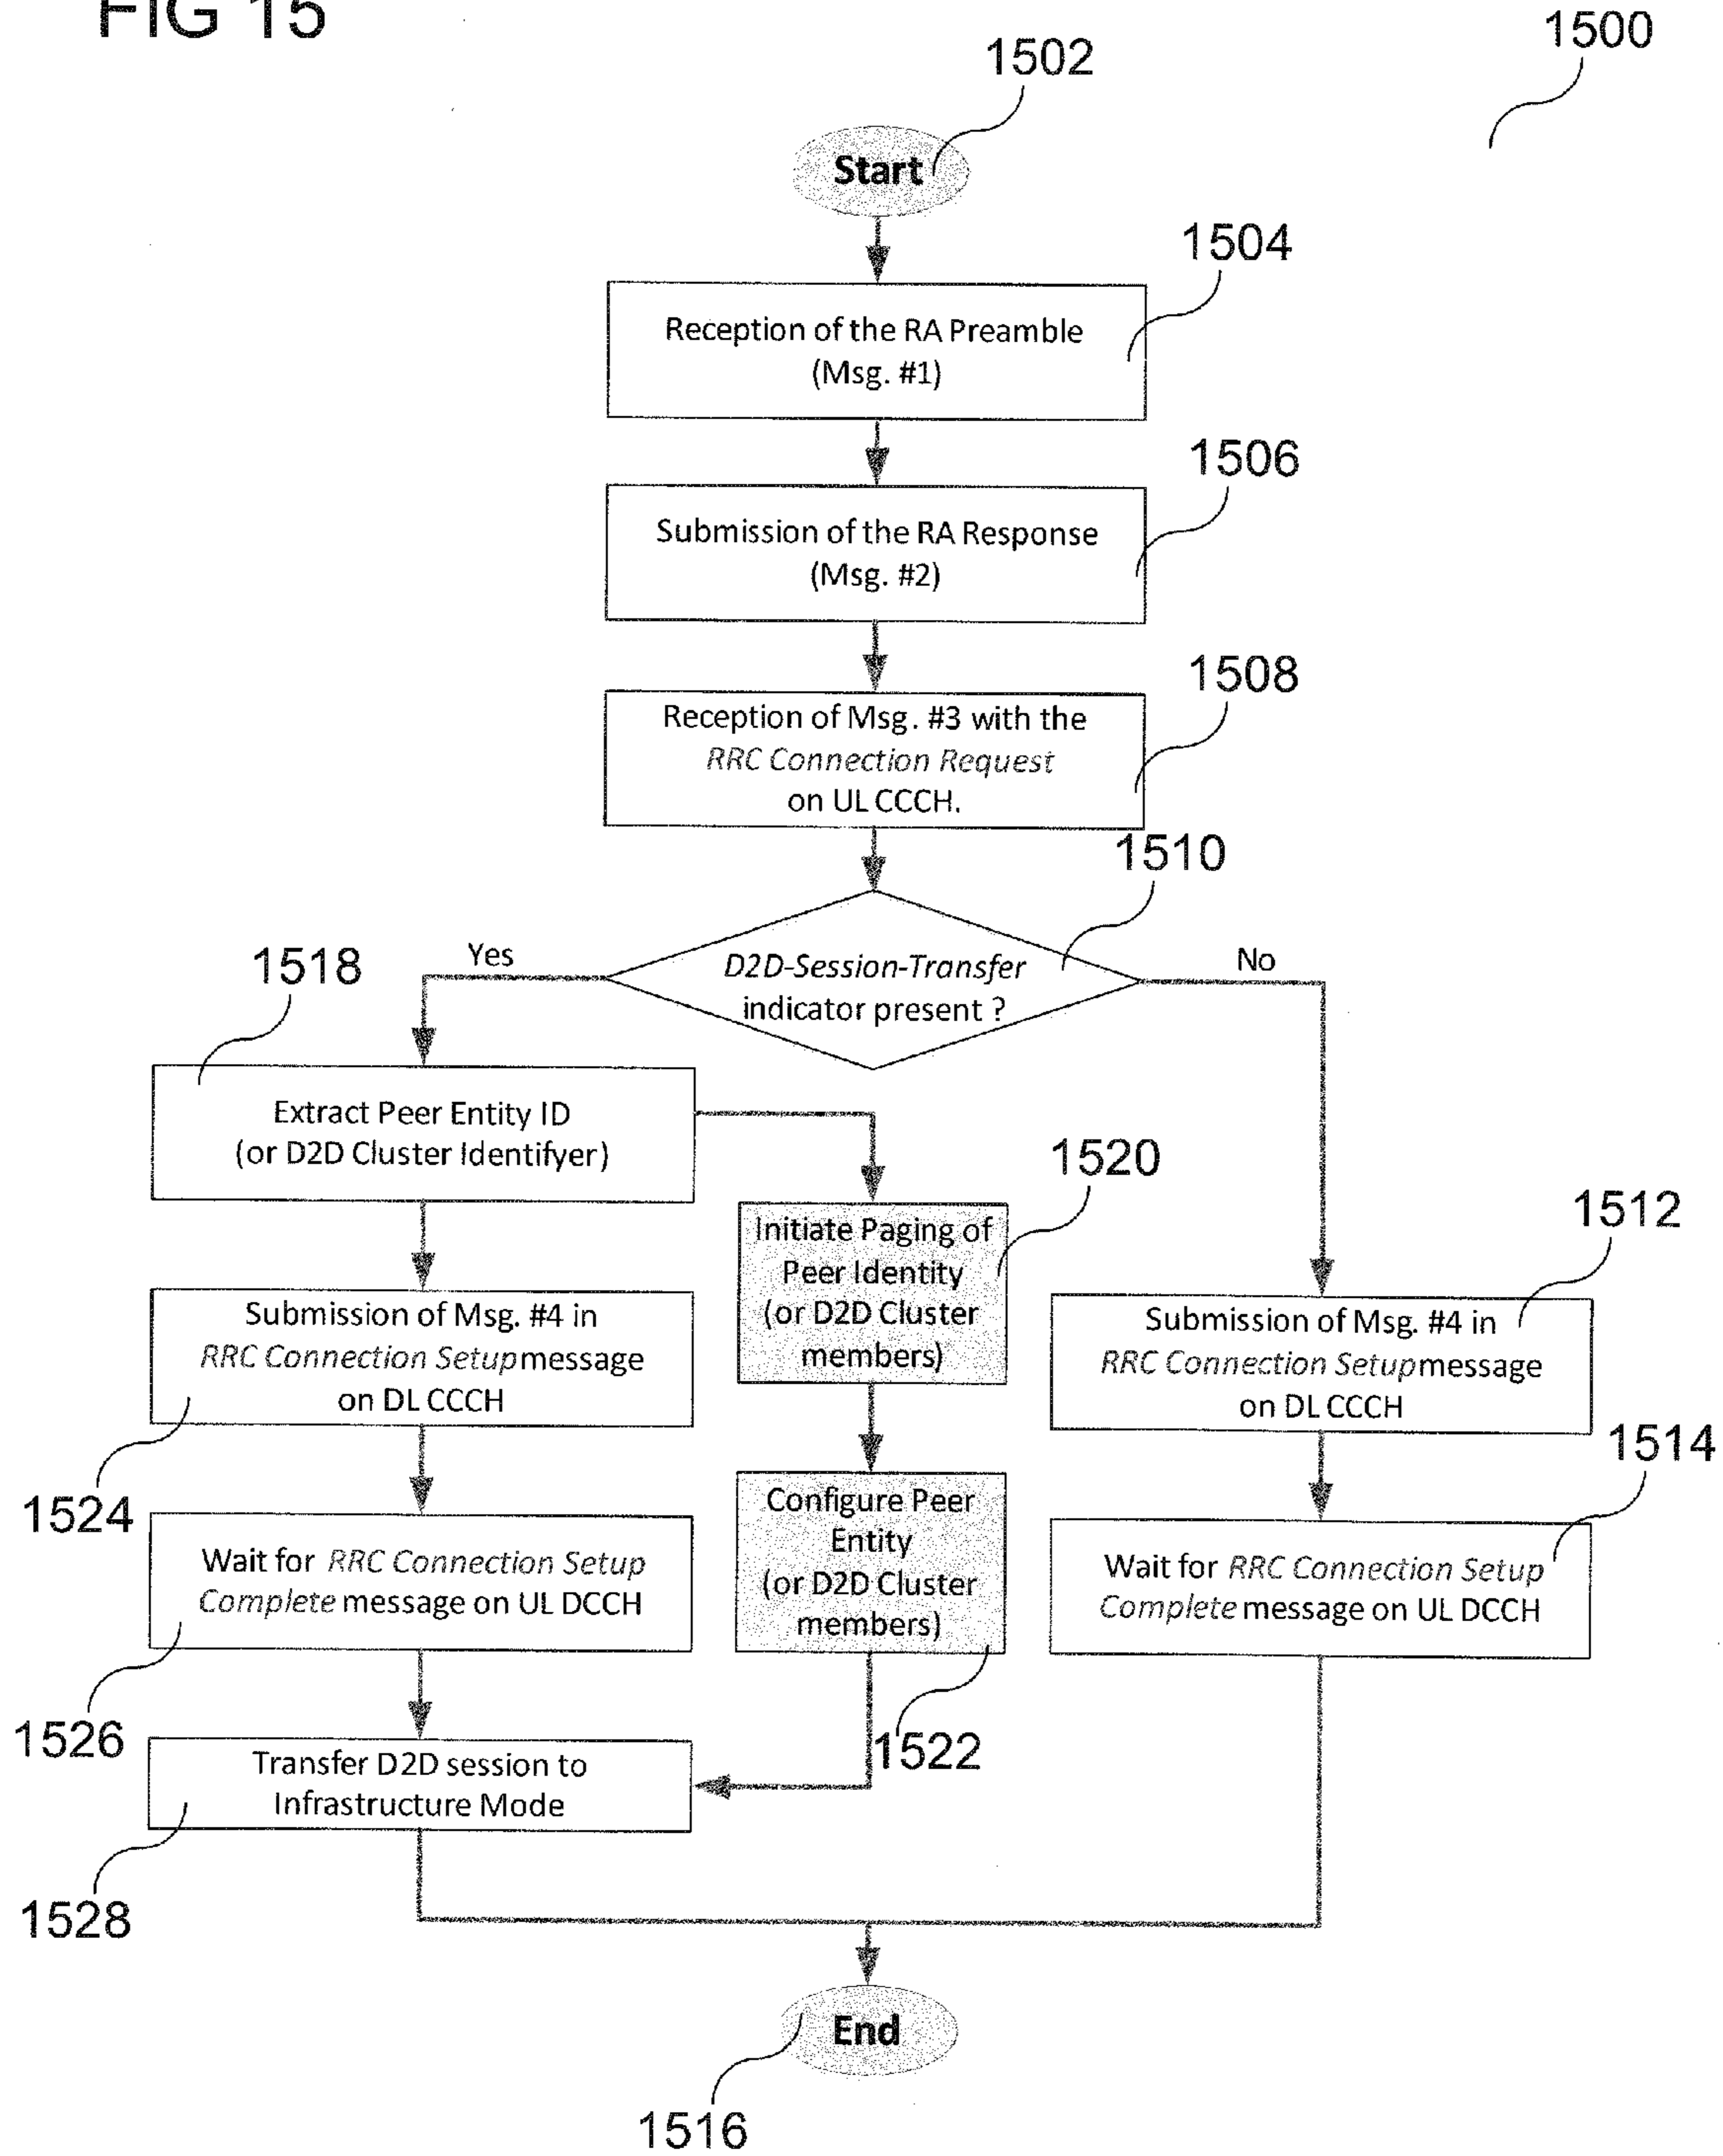 FIG 15
1500
1502
Start
1504
Reception of the RA Preamble
(Msg. #1)
1506
Submission of the RA Response
(Msg. #2)
1508
Reception of Msg. #3 with the
RRC Connection Request
on UL CCCH.
1510
D2D-Session-Transfer
indicator present ?
Yes
No
1518
Extract Peer Entity ID
(or D2D Cluster Identifyer)
1520
Initiate Paging of
Peer Identity
(or D2D Cluster
members)
1512
Submission of Msg. #4 in
RRC Connection Setup message
on DL CCCH
1524
Submission of Msg. #4 in
RRC Connection Setup message
on DL CCCH
1514
Wait for RRC Connection Setup
Complete message on UL DCCH
Configure Peer
Entity
(or D2D Cluster
members)
1522
Wait for RRC Connection Setup
Complete message on UL DCCH
1526
Transfer D2D session to
Infrastructure Mode
1528
End
1516